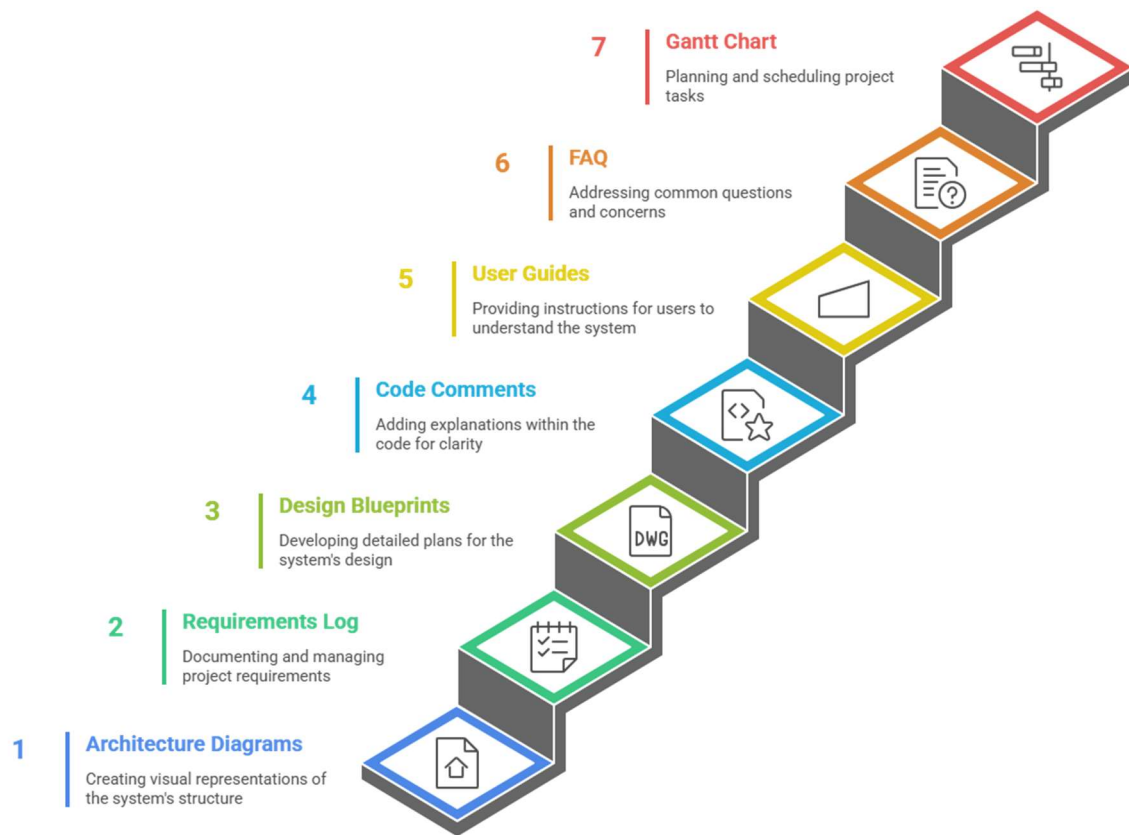 7
Gantt Chart
Planning and scheduling project
tasks
6
FAQ
Addressing common questions
and concerns
5
User Guides
Providing instructions for users to
understand the system
4
Code Comments
Adding explanations within the
code for clarity
3
Design Blueprints
Developing detailed plans for the
system's design
DWG
2
Requirements Log
Documenting and managing
project requirements
1
Architecture Diagrams
Creating visual representations of
the system's structure